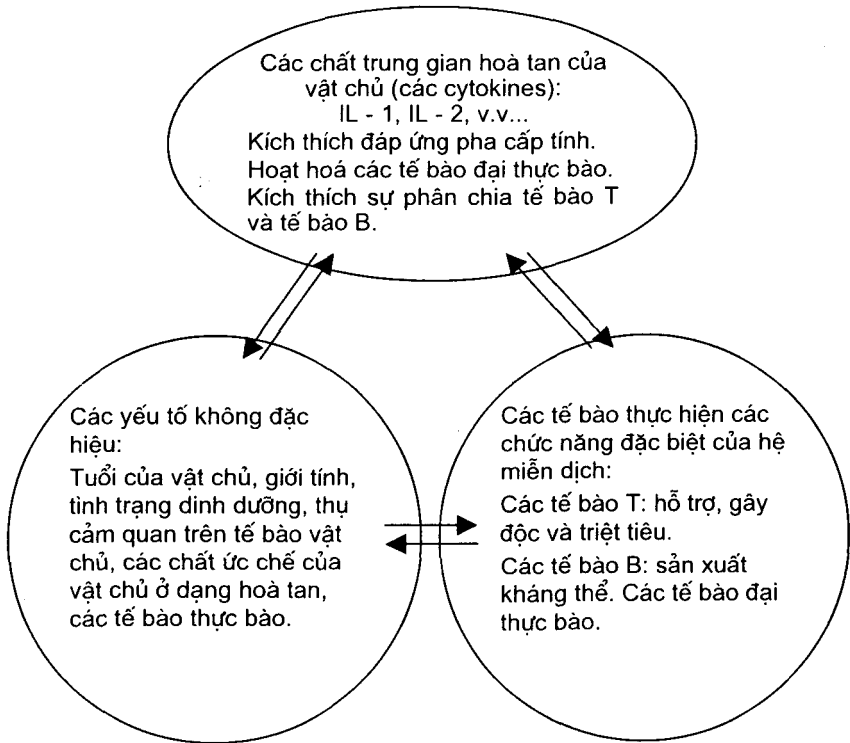 Các chất trung gian hoà tan của
vật chủ (các cytokines):
IL - 1, IL - 2, v.v...
Kích thích đáp ứng pha cấp tính.
Hoạt hoá các tế bào đại thực bào.
Kích thích sự phân chia tế bào T
và tế bào B.
Các yếu tố không đặc
hiệu:
Tuổi của vật chủ, giới tính,
tình trạng dinh dưỡng, thụ
cảm quan trên tế bào vật
chủ, các chất ức chế của
vật chủ ở dạng hoà tan,
các tế bào thực bào.
Các tế bào thực hiện các
chức năng đặc biệt của hệ
miễn dịch:
Các tế bào T: hỗ trợ, gây
độc và triệt tiêu.
Các tế bào B: sản xuất
kháng thể. Các tế bào đại
thực bào.